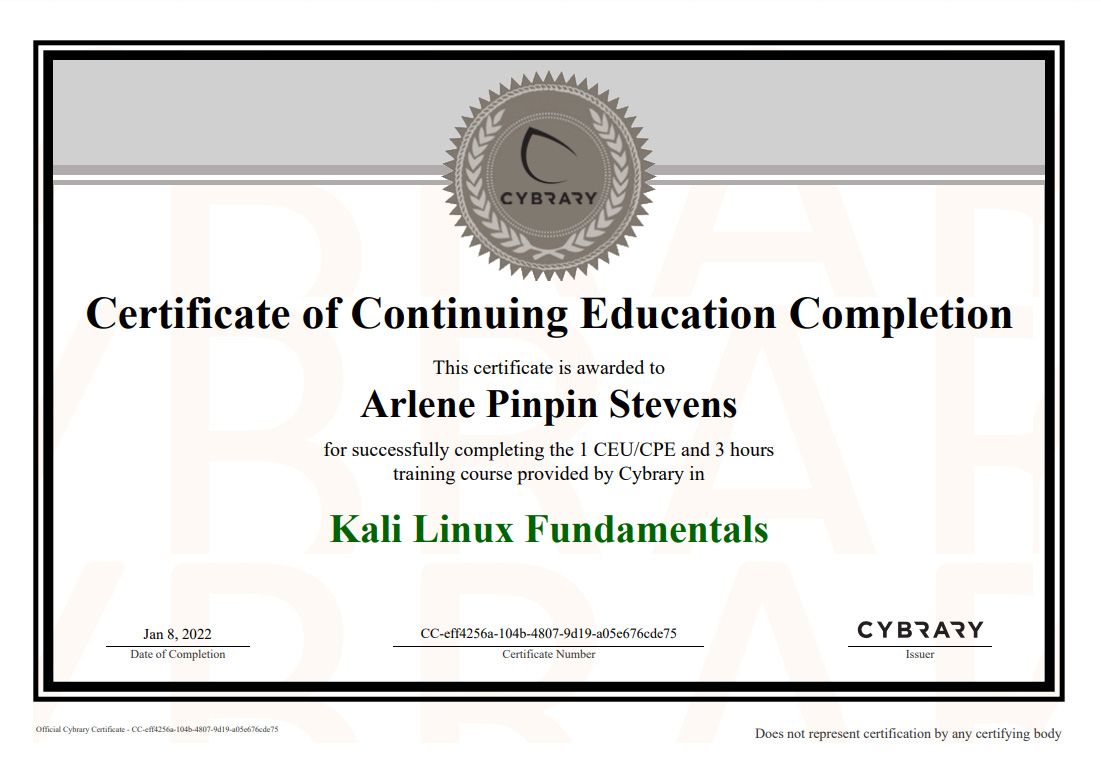 CYBRARY
Certificate of Continuing Education Completion
This certificate is awarded to
Arlene Pinpin Stevens
for successfully completing the 1 CEU/CPE and 3 hours
training course provided by Cybrary in
Kali Linux Fundamentals
Jan 8, 2022
Date of Completion
CC-eff4256a-104b-4807-9d19-a05e676cde75
Certificate Number
CYBRARY
Issuer
Official Cybrary Certificate - CC-eff4256a-104b-4807-9d19-a05e676cde75
Does not represent certification by any certifying body